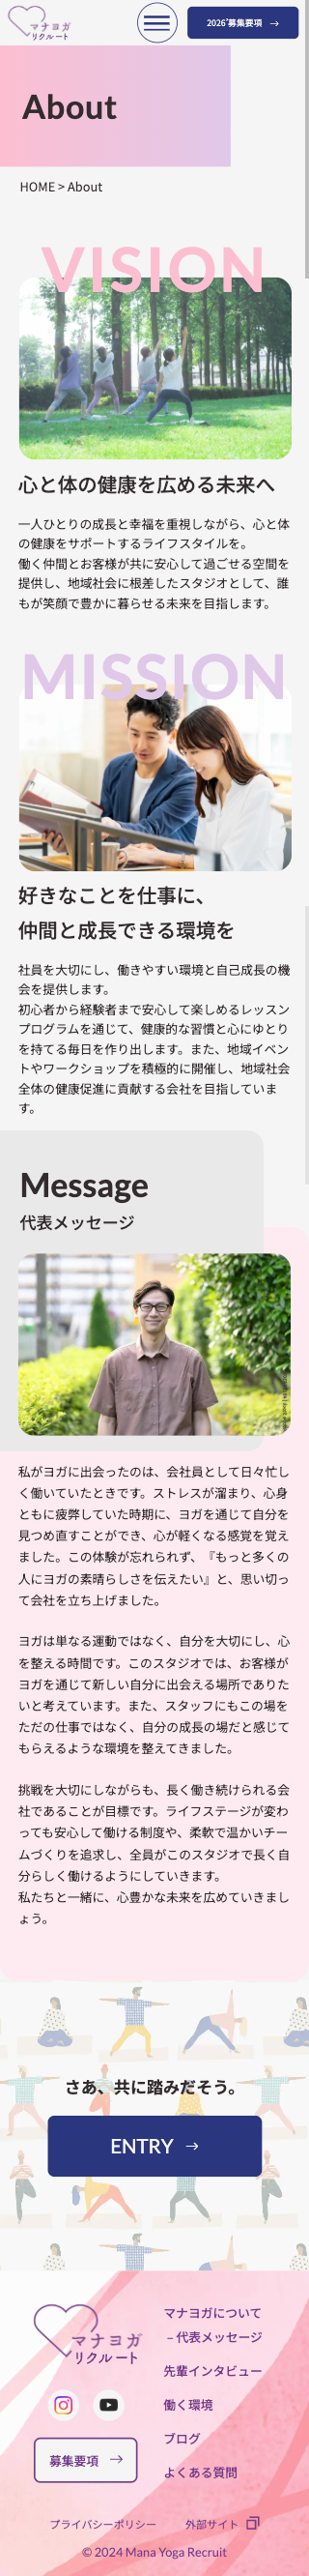 マナヨガ
リクルート
2026'募集要項 →
About
HOME > About
VISION
心と体の健康を広める未来へ
一人ひとりの成長と幸福を重視しながら、心と体
の健康をサポートするライフスタイルを。
働く仲間とお客様が共に安心して過ごせる空間を
提供し、地域社会に根差したスタジオとして、誰
もが笑顔で豊かに暮らせる未来を目指します。
MISSION
好きなことを仕事に、
仲間と成長できる環境を
社員を大切にし、働きやすい環境と自己成長の機
会を提供します。
初心者から経験者まで安心して楽しめるレッスン
プログラムを通じて、健康的な習慣と心にゆとり
を持てる毎日を作り出します。また、地域イベン
トやワークショップを積極的に開催し、地域社会
全体の健康促進に貢献する会社を目指していま
す。
Message
代表メッセージ
私がヨガに出会ったのは、会社員として日々忙し
く働いていたときです。ストレスが溜まり、心身
ともに疲弊していた時期に、ヨガを通じて自分を
見つめ直すことができ、心が軽くなる感覚を覚え
ました。この体験が忘れられず、『もっと多くの
人にヨガの素晴らしさを伝えたい』と、思い切っ
て会社を立ち上げました。
ヨガは単なる運動ではなく、自分を大切にし、心
を整える時間です。このスタジオでは、お客様が
ヨガを通じて新しい自分に出会える場所でありた
いと考えています。また、スタッフにもこの場を
ただの仕事ではなく、自分の成長の場だと感じて
もらえるような環境を整えてきました。
挑戦を大切にしながらも、長く働き続けられる会
社であることが目標です。ライフステージが変わ
っても安心して働ける制度や、柔軟で温かいチー
ムづくりを追求し、全員がこのスタジオで長く自
分らしく働けるようにしていきます。
私たちと一緒に、心豊かな未来を広めていきまし
ょう。
さあ、共に踏みだそう。
ENTRY →
マナヨガ
リクルート
募集要項 →
マナヨガについて
– 代表メッセージ
先輩インタビュー
働く環境
ブログ
よくある質問
プライバシーポリシー 外部サイト
© 2024 Mana Yoga Recruit